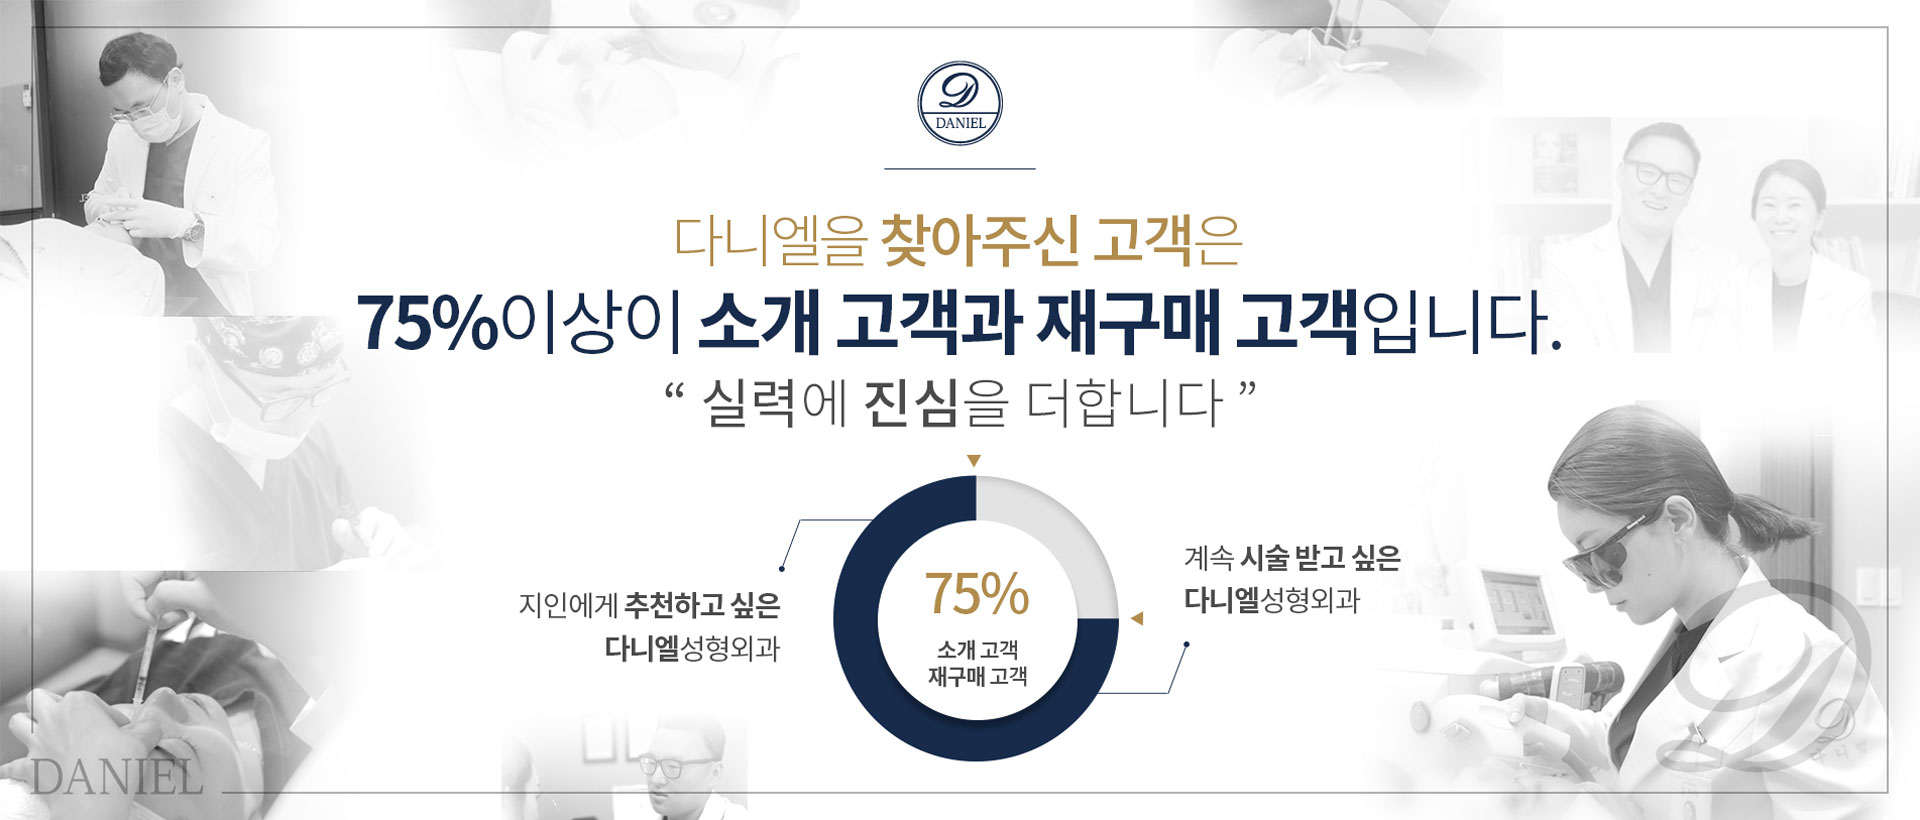 D
DANIEL
다니엘을 찾아주신 고객은
75%이상이 소개 고객과 재구매 고객입니다.
“ 실력에 진심을 더합니다 ”
지인에게 추천하고 싶은
다니엘성형외과
75%
소개 고객
재구매 고객
계속 시술 받고 싶은
다니엘성형외과
D
D
다니엘
DANIEL